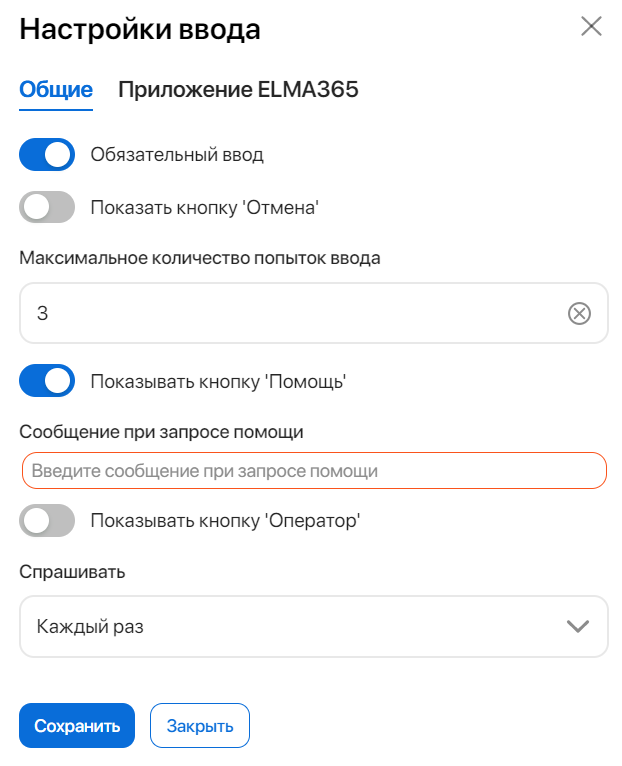 Настройки ввода
Общие Приложение ELMA365
Обязательный ввод
Показать кнопку 'Отмена'
Максимальное количество попыток ввода
3
Показывать кнопку 'Помощь'
Сообщение при запросе помощи
Введите сообщение при запросе помощи
Показывать кнопку 'Оператор'
Спрашивать
Каждый раз
Сохранить Закрыть